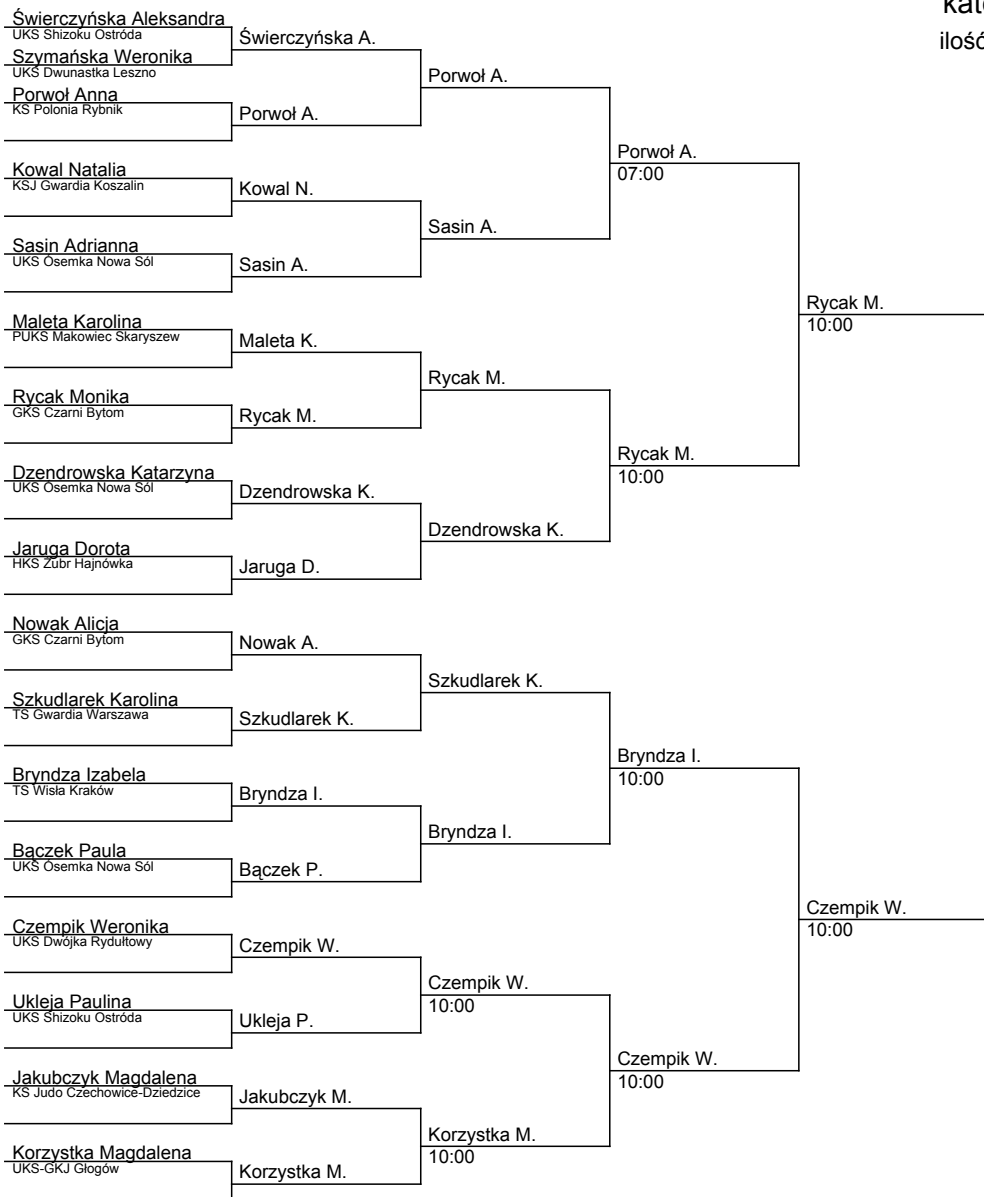 Świerczyńska Aleksandra
UKS Shizoku Ostróda
Szymańska Weronika
UKS Dwunastka Leszno
Porwoł Anna
KS Polonia Rybnik
Kowal Natalia
KSJ Gwardia Koszalin
Sasin Adrianna
UKS Ósemka Nowa Sól
Maleta Karolina
PUKS Makowiec Skaryszew
Rycak Monika
GKS Czarni Bytom
Dzendrowska Katarzyna
UKS Ósemka Nowa Sól
Jaruga Dorota
HKS Żubr Hajnówka
Nowak Alicja
GKS Czarni Bytom
Szkudlarek Karolina
TS Gwardia Warszawa
Bryndza Izabela
TS Wisła Kraków
Bączek Paula
UKS Ósemka Nowa Sól
Czempik Weronika
UKS Dwójka Rydułtowy
Ukleja Paulina
UKS Shizoku Ostróda
Jakubczyk Magdalena
KS Judo Czechowice-Dziedzice
Korzystka Magdalena
UKS-GKJ Głogów
Świerczyńska A.
Porwoł A.
Kowal N.
Sasin A.
Maleta K.
Rycak M.
Dzendrowska K.
Jaruga D.
Nowak A.
Szkudlarek K.
Bryndza I.
Bączek P.
Czempik W.
Ukleja P.
Jakubczyk M.
Korzystka M.
Porwoł A.
Sasin A.
Rycak M.
Dzendrowska K.
Szkudlarek K.
Bryndza I.
Czempik W.
10:00
Korzystka M.
10:00
Porwoł A.
07:00
Rycak M.
10:00
Bryndza I.
10:00
Czempik W.
10:00
Rycak M.
10:00
Czempik W.
10:00
ilość